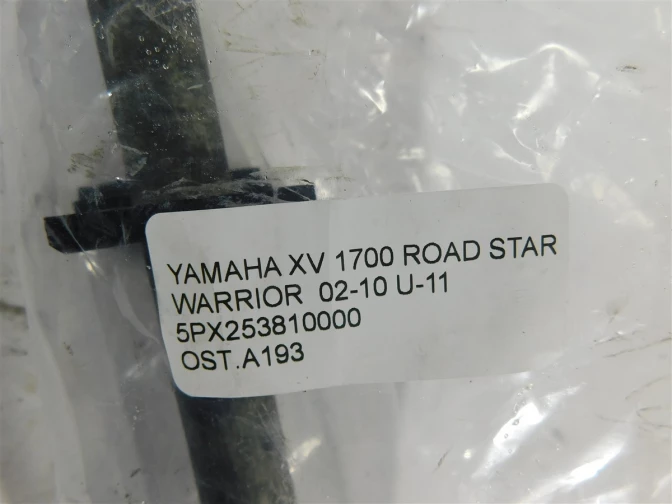 YAMAHA XV 1700 ROAD STAR
WARRIOR 02-10 U-11
5PX253810000
OST.A193